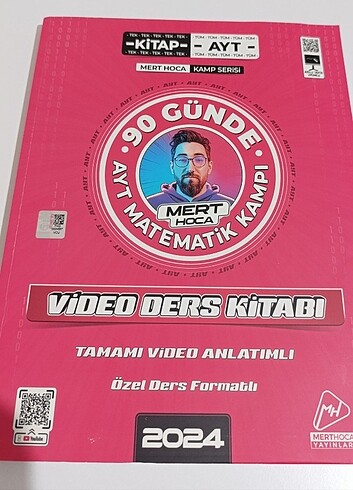 TEK - TEK - TEK - TEK - TEK
TÜM - TÜM - TÜM - TÜM - TÜM
-KİTAP- -AYT-
MERT HOCA KAMP SERİSİ
90 GÜNDE
AYT MATEMATİK KAMPI
MERT
HOCA
VİDEO DERS KİTABI
TAMAMI VİDEO ANLATIMLI
Özel Ders Formatlı
2024
YouTube
MH
MERTHOCA
YAYINLARI